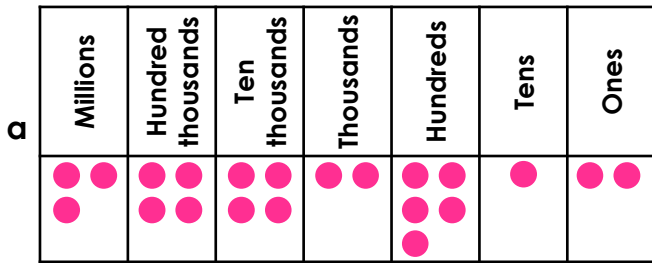 a
Millions
Hundred
thousands
Ten
thousands
Thousands
Hundreds
Tens
Ones